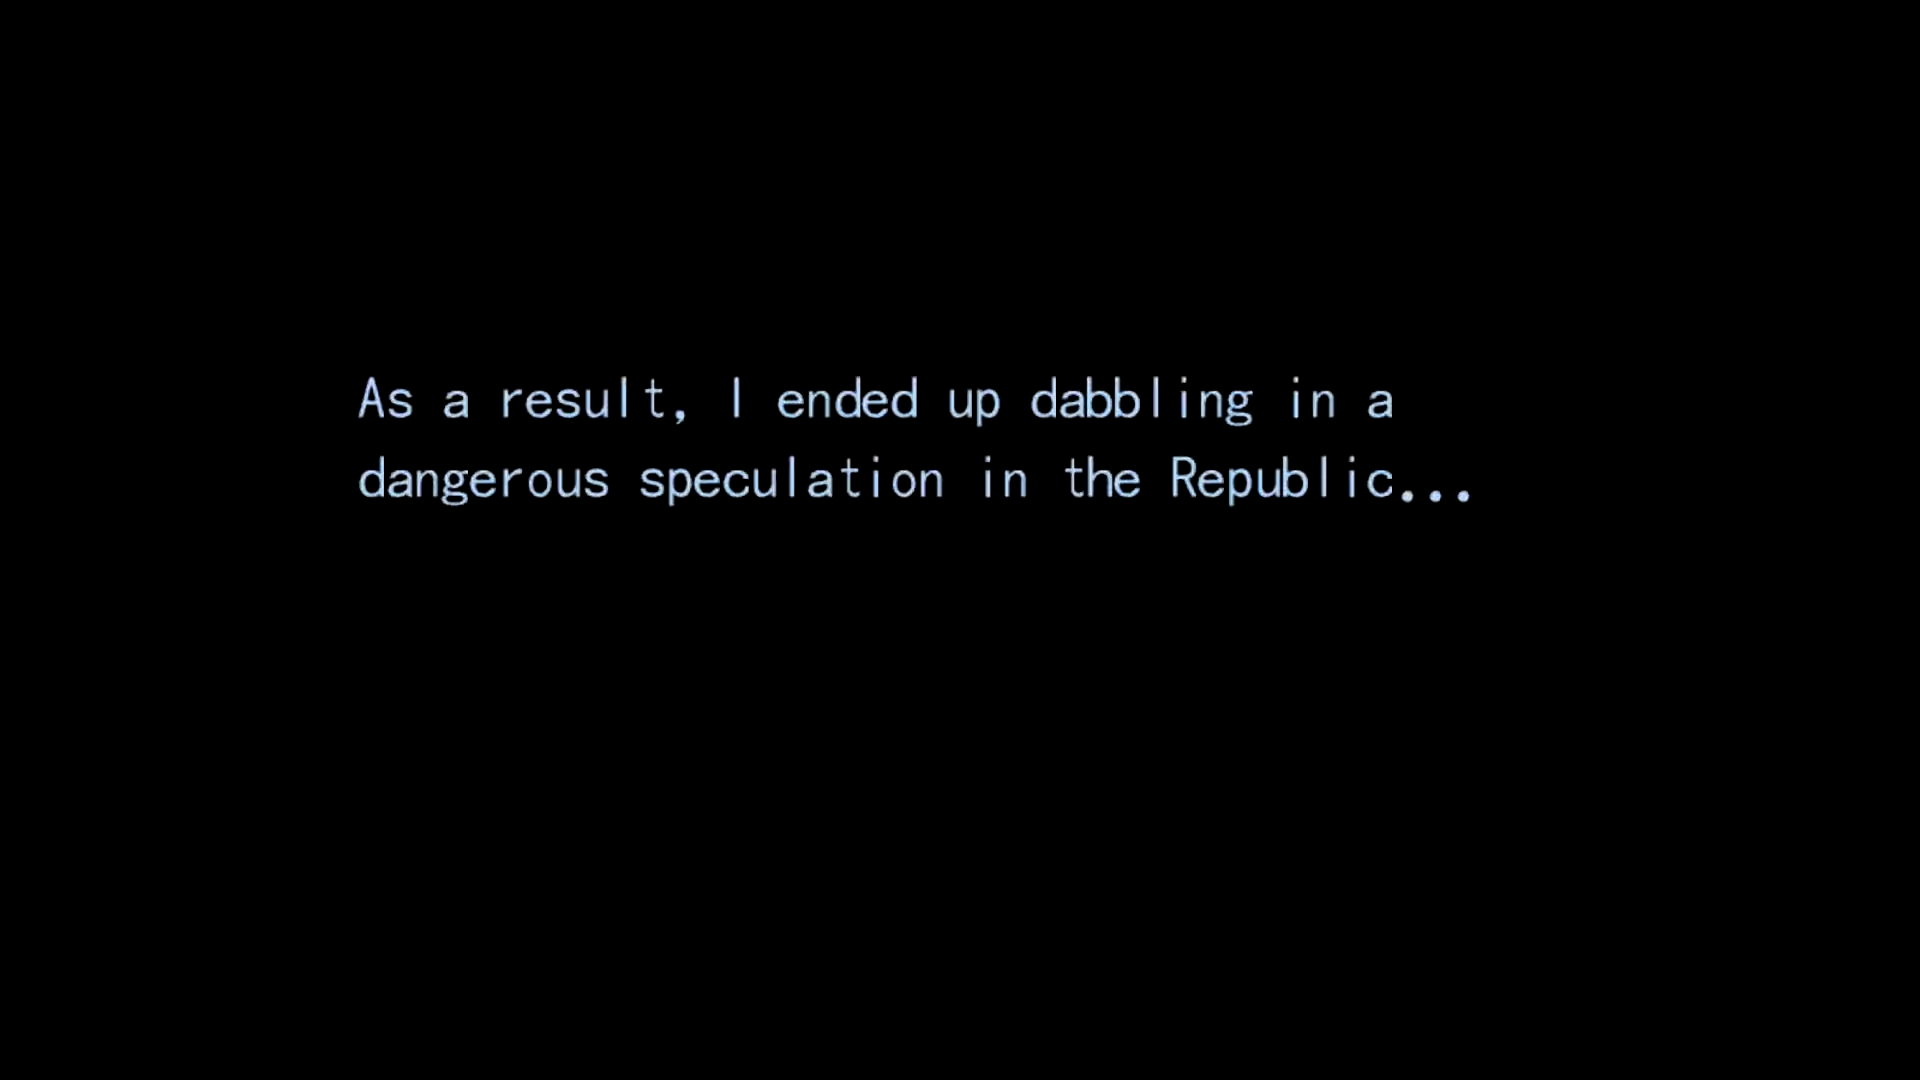 As a result, I ended up dabbling in a
dangerous speculation in the Republic...